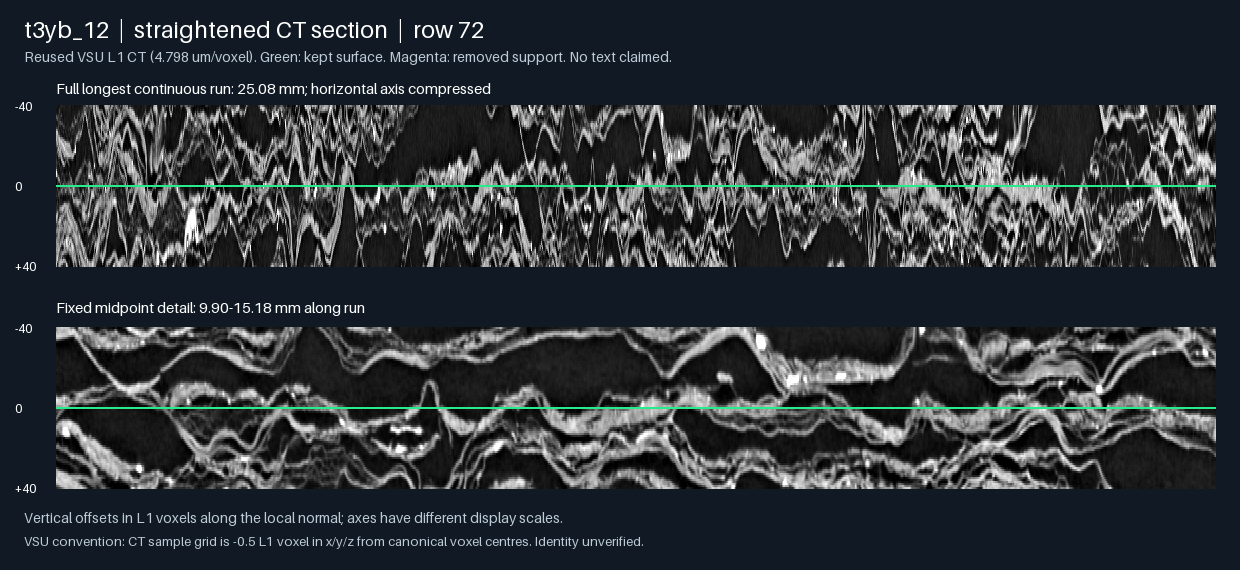 t3yb_12 | straightened CT section | row 72
Reused VSU L1 CT (4.798 um/voxel). Green: kept surface. Magenta: removed support. No text claimed.
Full longest continuous run: 25.08 mm; horizontal axis compressed
-40
0
+40
Fixed midpoint detail: 9.90-15.18 mm along run
-40
0
+40
Vertical offsets in L1 voxels along the local normal; axes have different display scales.
VSU convention: CT sample grid is -0.5 L1 voxel in x/y/z from canonical voxel centres. Identity unverified.